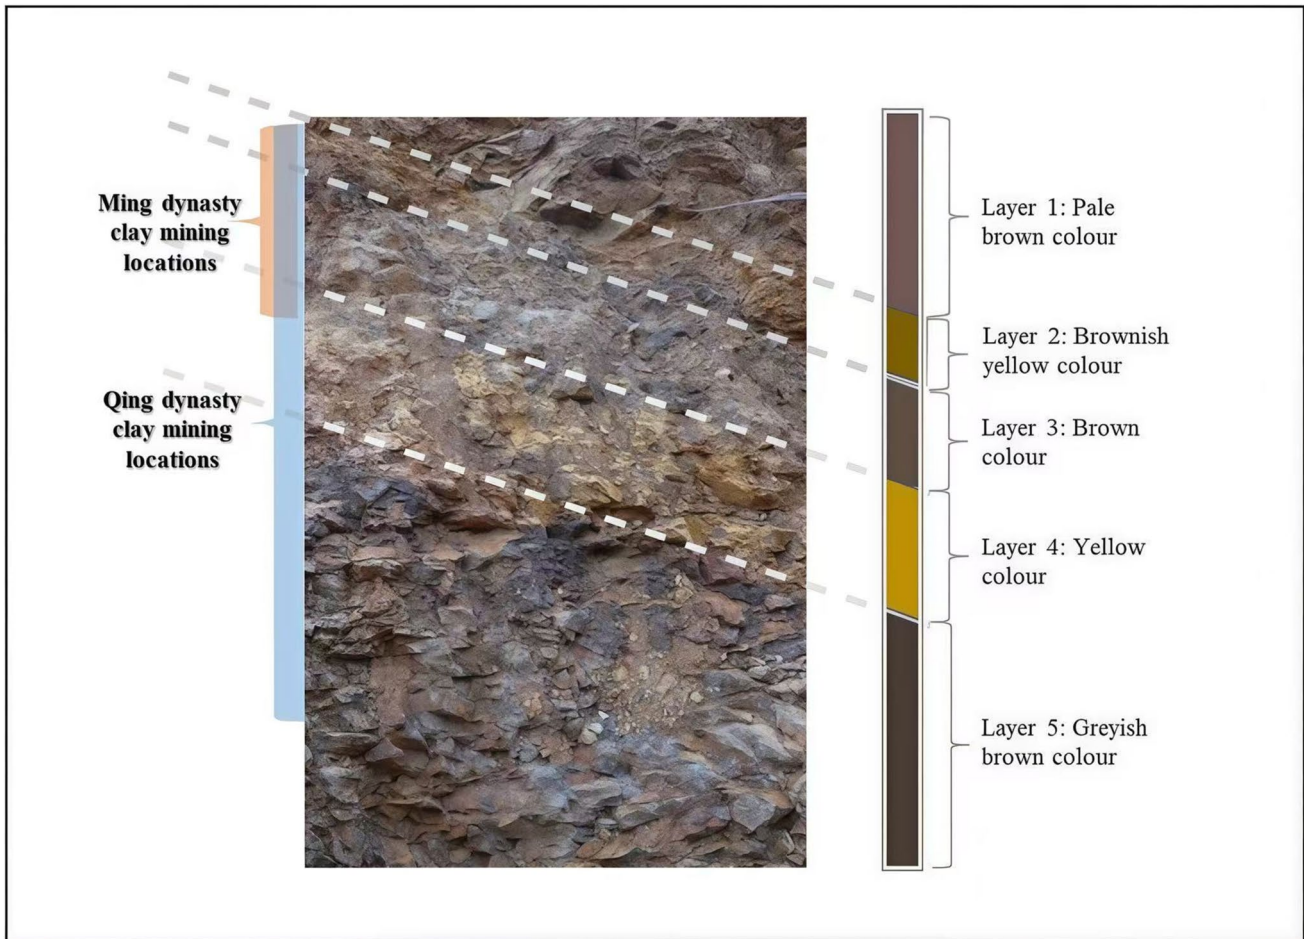 Ming dynasty
clay mining
locations
Qing dynasty
clay mining
locations
Layer 1: Pale
brown colour
Layer 2: Brownish
yellow colour
Layer 3: Brown
colour
Layer 4: Yellow
colour
Layer 5: Greyish
brown colour